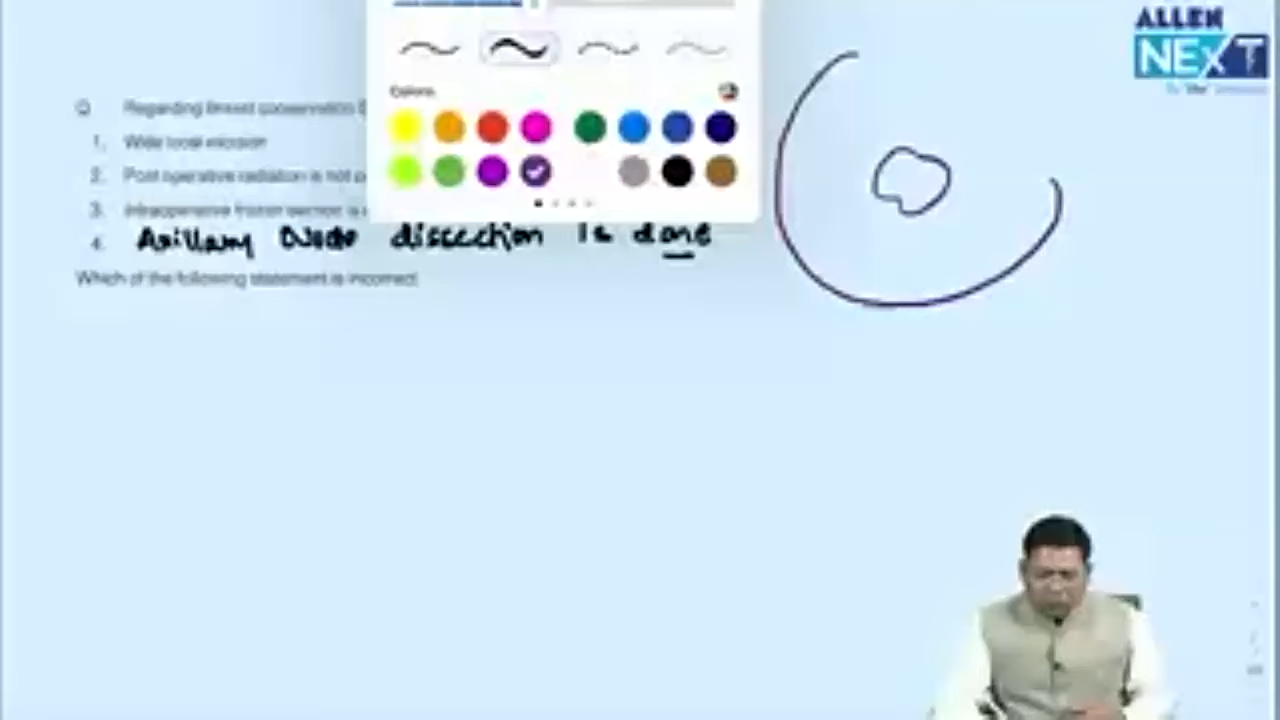 ALLEN
NEXT
Colors
Q Regarding Breast conservation
1. Wide local excision
2. Post operative radiation is not
3. Intraoperative frozen section is
4. Axillary Node dissection is done
Which of the following statement is incorrect